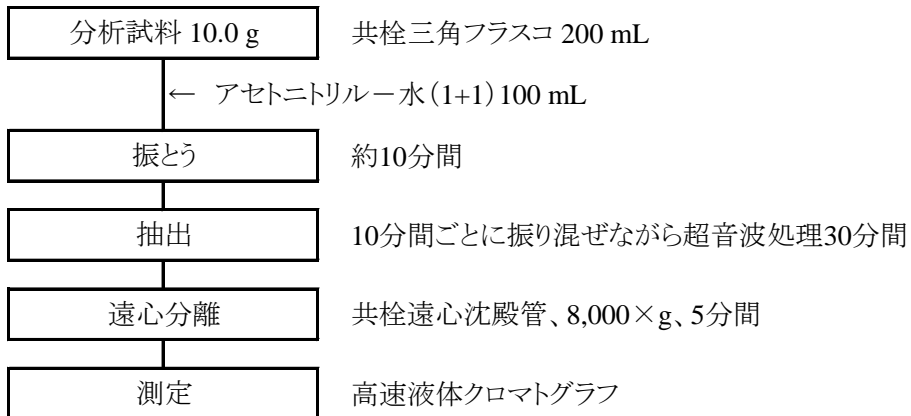 分析試料 10.0 g 共栓三角フラスコ 200 mL
← アセトニトリル－水（1+1）100 mL
振とう 約10分間
抽出 10分間ごとに振り混ぜながら超音波処理30分間
遠心分離 共栓遠心沈殿管、8,000×g、5分間
測定 高速液体クロマトグラフ